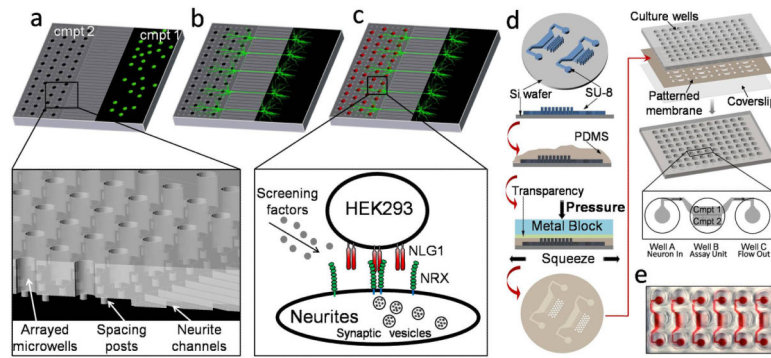 a
cmpt 2
cmpt 1
b
c
Arrayed
microwells
Spacing
posts
Neurite
channels
Screening
factors
HEK293
NLG1
NRX
Neurites
Synaptic vesicles
d
Si wafer
SU-8
PDMS
Transparency
Pressure
Metal Block
Squeeze
Culture wells
Patterned
membrane
Coverslip
Cmpt 1
Cmpt 2
Well A
Neuron In
Well B
Assay Unit
Well C
Flow Out
e